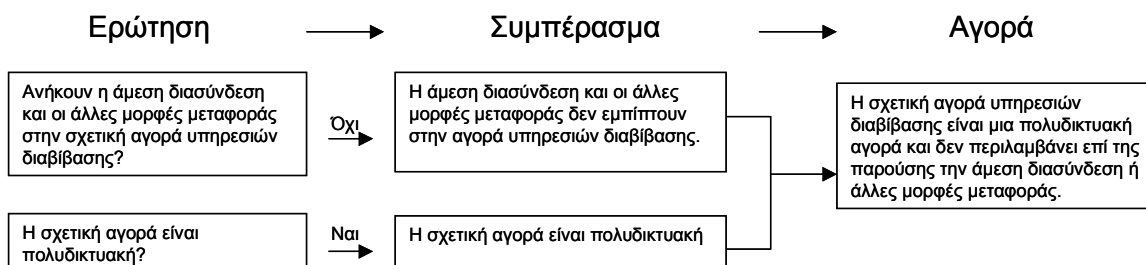 Ερώτηση
Συμπέρασμα
Αγορά
Ανήκουν η άμεση διασύνδεση
και οι άλλες μορφές μεταφοράς
στην σχετική αγορά υπηρεσιών
διαβίβασης?
Όχι
Η άμεση διασύνδεση και οι άλλες
μορφές μεταφοράς δεν εμπίπτουν
στην αγορά υπηρεσιών διαβίβασης.
Η σχετική αγορά υπηρεσιών
διαβίβασης είναι μια πολυδικτυακή
αγορά και δεν περιλαμβάνει επί της
παρούσης την άμεση διασύνδεση ή
άλλες μορφές μεταφοράς.
Η σχετική αγορά είναι
πολυδικτυακή?
Ναι
Η σχετική αγορά είναι πολυδικτυακή